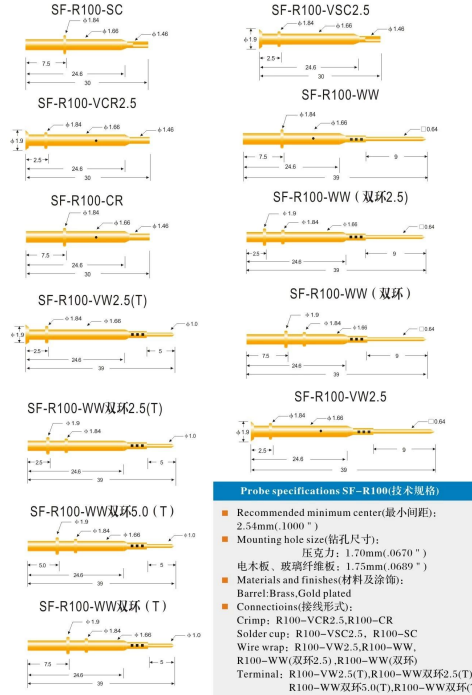 SF-R100-SC
φ1.84
φ1.66
φ1.46
7.5
24.6
30
SF-R100-VCR2.5
φ1.84
φ1.66
φ1.46
φ1.9
2.5
24.6
30
SF-R100-CR
φ1.84
φ1.66
φ1.46
7.5
24.6
30
SF-R100-VW2.5(T)
φ1.84
φ1.66
φ1.0
φ1.9
2.5
5
24.6
39
SF-R100-WW双环2.5(T)
φ1.9
φ1.84
φ1.0
2.5
5
24.6
39
SF-R100-WW双环5.0（T）
φ1.9
φ1.84
φ1.66
φ1.0
5.0
5
24.6
39
SF-R100-WW双环（T）
φ1.9
φ1.84
φ1.66
φ1.0
7.5
5
24.6
39
SF-R100-VSC2.5
φ1.84
φ1.66
φ1.46
φ1.9
2.5
24.6
30
SF-R100-WW
φ1.84
φ1.66
□0.64
7.5
9
24.6
39
SF-R100-WW（双环2.5）
φ1.9
φ1.84
φ1.66
□0.64
2.5
9
24.6
39
SF-R100-WW（双环）
φ1.9
φ1.84
φ1.66
□0.64
7.5
9
24.6
39
SF-R100-VW2.5
φ1.84
φ1.66
□0.64
φ1.9
2.5
9
24.6
39
Probe specifications SF-R100(技术规格)
Recommended minimum center(最小间距):
2.54mm(.1000")
Mounting hole size(钻孔尺寸):
压克力: 1.70mm(.0670")
电木板、玻璃纤维板: 1.75mm(.0689")
Materials and finishes(材料及涂饰):
Barrel:Brass,Gold plated
Connectioins(接线形式):
Crimp: R100-VCR2.5,R100-CR
Solder cup: R100-VSC2.5, R100-SC
Wire wrap: R100-VW2.5,R100-WW,
R100-WW(双环2.5) ,R100-WW(双环)
Terminal: R100-VW2.5(T),R100-WW双环2.5(T)
R100-WW双环5.0(T),R100-WW双环(